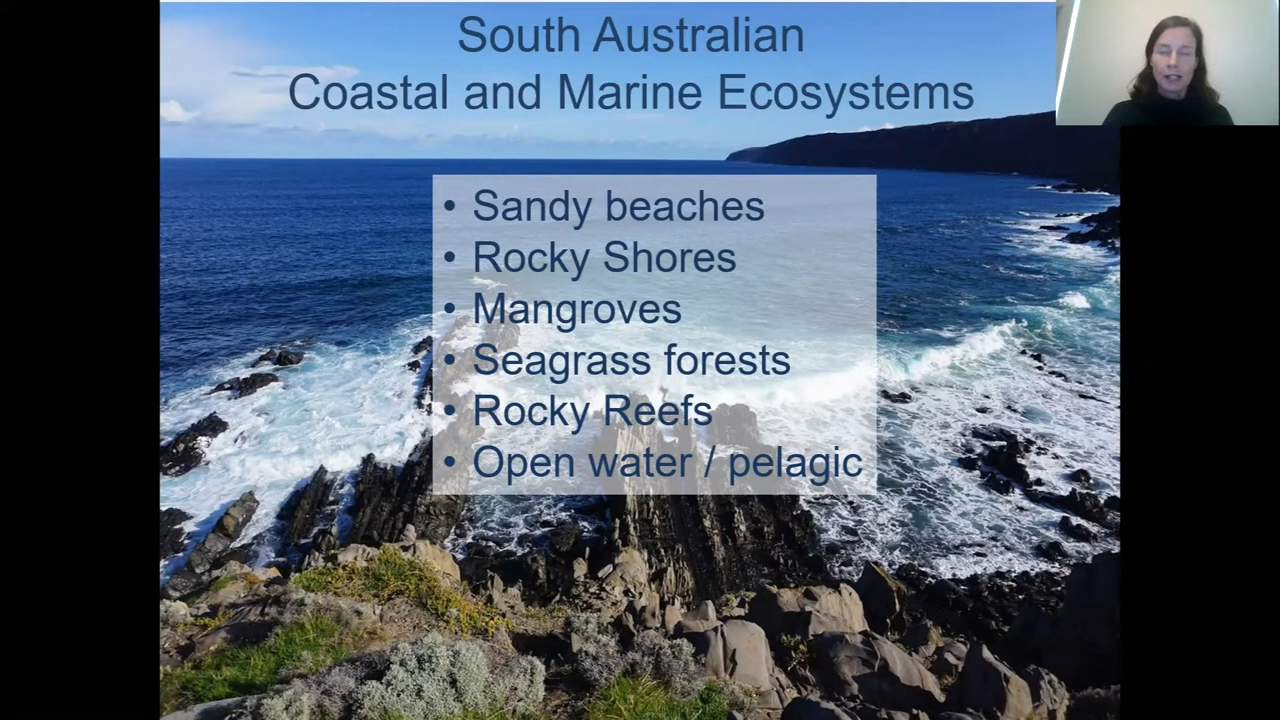 South Australian
Coastal and Marine Ecosystems
• Sandy beaches
• Rocky Shores
• Mangroves
• Seagrass forests
• Rocky Reefs
• Open water / pelagic